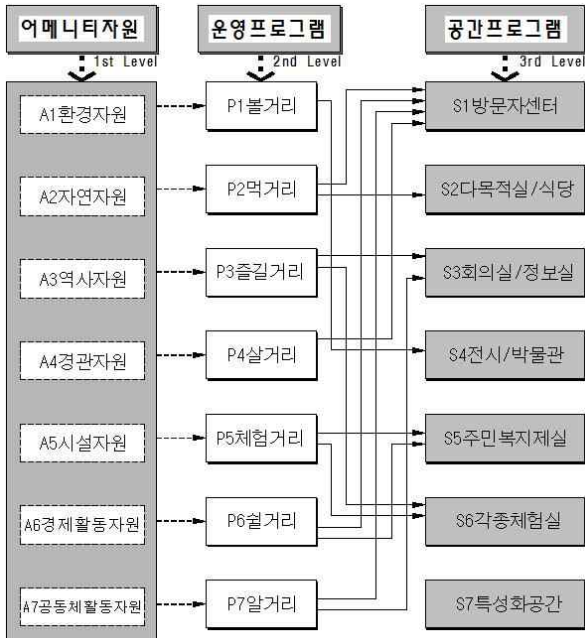 어메니티자원
운영프로그램
공간프로그램
1st Level
2nd Level
3rd Level
A1환경자원
P1볼거리
S1방문자센터
A2자연자원
P2먹거리
S2다목적실/식당
A3역사자원
P3즐길거리
S3회의실/정보실
A4경관자원
P4살거리
S4전시/박물관
A5시설자원
P5체험거리
S5주민복지제실
A6경제활동자원
P6쉴거리
S6각종체험실
A7공동체활동자원
P7알거리
S7특성화공간